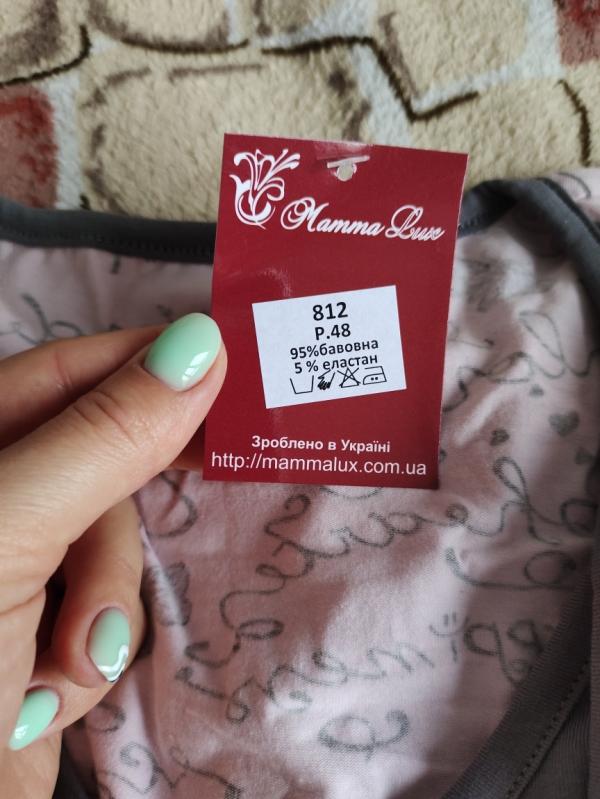 Mamma Lux
812
Р.48
95%бавовна
5 % еластан
Зроблено в Україні
http://mammalux.com.ua